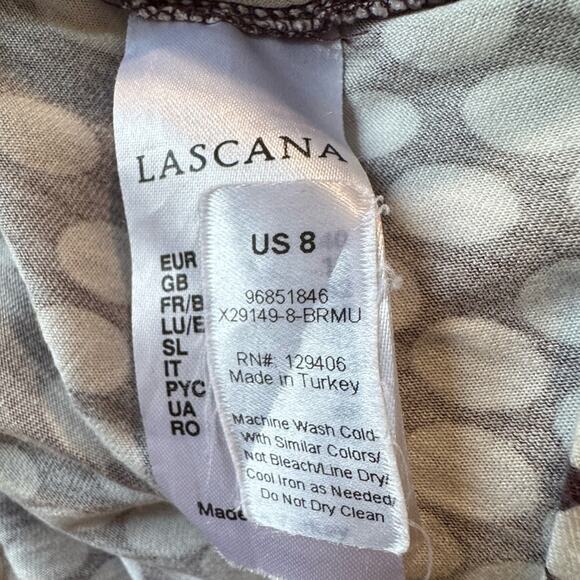 LASCANA
US 8
EUR
GB
FR/B
LU/E
SL
IT
PYC
UA
RO
Made
96851846
X29149-8-BRMU
RN#: 129406
Made in Turkey
Machine Wash Cold-
With Similar Colors/
Not Bleach/Line Dry/
Cool Iron as Needed/
Do Not Dry Clean